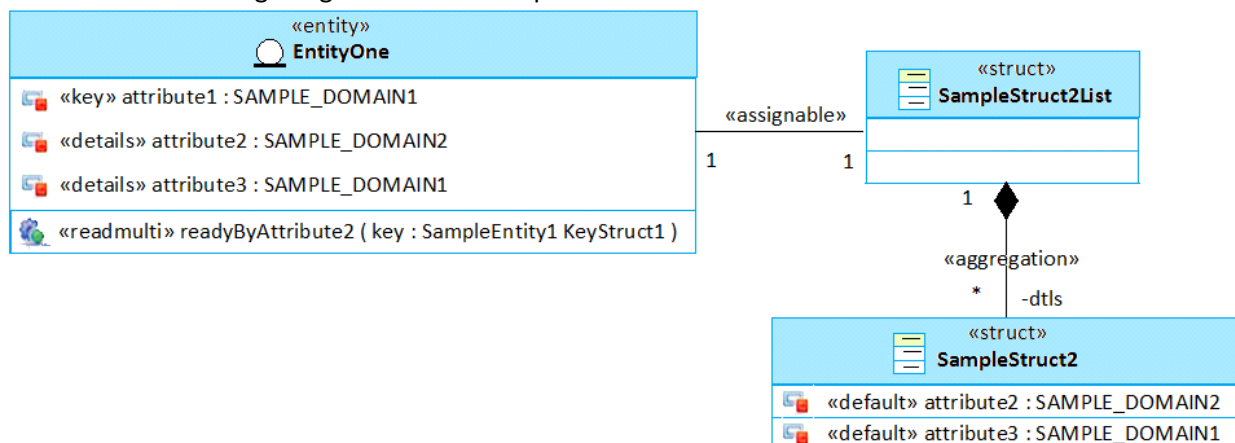 «entity»
EntityOne
«key» attribute1 : SAMPLE_DOMAIN1
«details» attribute2 : SAMPLE_DOMAIN2
«details» attribute3 : SAMPLE_DOMAIN1
«readmulti» readyByAttribute2 ( key : SampleEntity1 KeyStruct1 )
«assignable»
1
1
«struct»
SampleStruct2List
1
«aggregation»
*
-dtls
«struct»
SampleStruct2
«default» attribute2 : SAMPLE_DOMAIN2
«default» attribute3 : SAMPLE_DOMAIN1